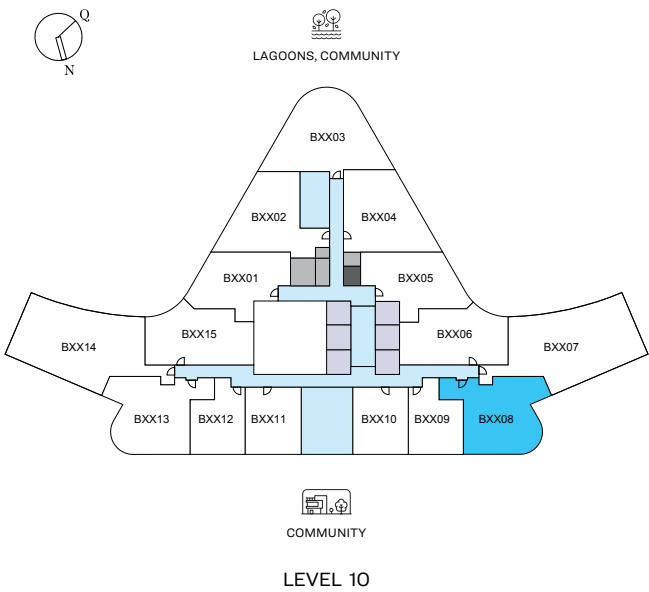 Q
N
LAGOONS, COMMUNITY
BXX03
BXX02
BXX04
BXX01
BXX05
BXX15
BXX06
BXX14
BXX07
BXX13
BXX12
BXX11
BXX10
BXX09
BXX08
COMMUNITY
LEVEL 10